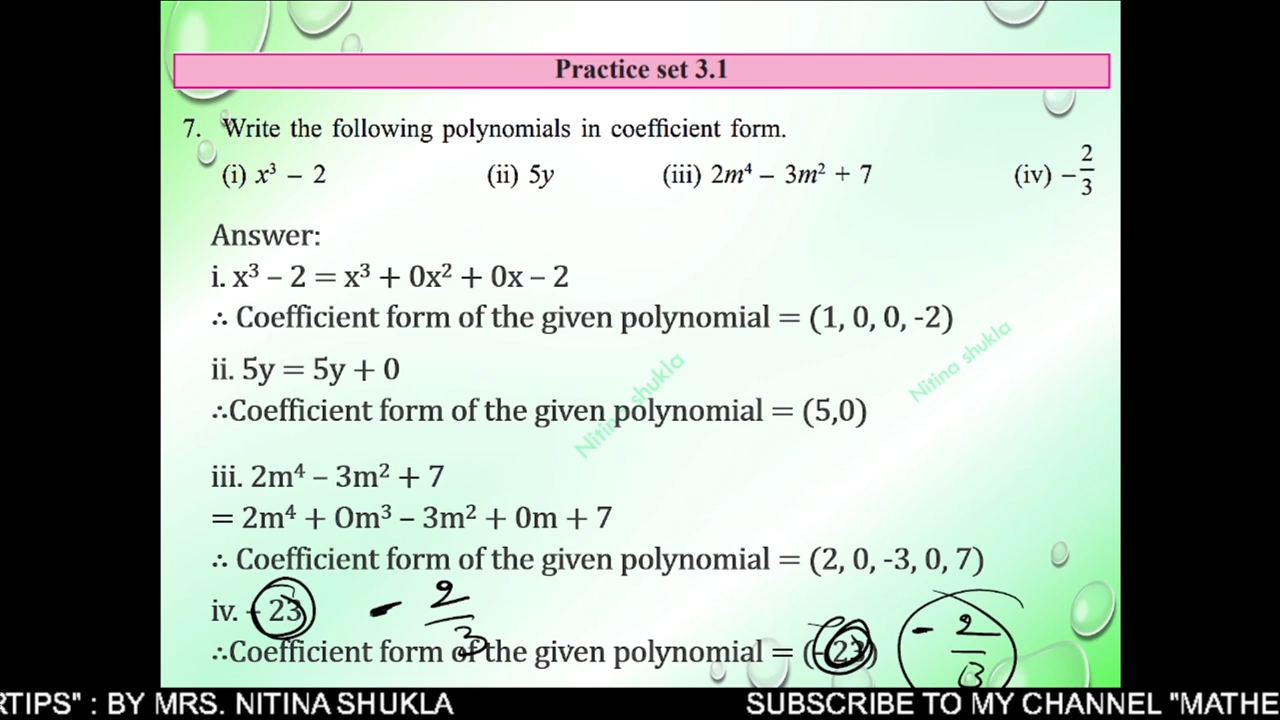 Practice set 3.1
7. Write the following polynomials in coefficient form.
(i) x³ − 2 (ii) 5y (iii) 2m⁴ − 3m² + 7 (iv) −2/3
Answer:
i. x³ – 2 = x³ + 0x² + 0x – 2
∴ Coefficient form of the given polynomial = (1, 0, 0, -2)
ii. 5y = 5y + 0
∴Coefficient form of the given polynomial = (5,0)
Nitina shukla
Nitina shukla
iii. 2m⁴ – 3m² + 7
= 2m⁴ + 0m³ – 3m² + 0m + 7
∴ Coefficient form of the given polynomial = (2, 0, -3, 0, 7)
iv. - 23 - 2/3
∴Coefficient form of the given polynomial = (- 23) - 2/3
RTIPS" : BY MRS. NITINA SHUKLA SUBSCRIBE TO MY CHANNEL "MATHE